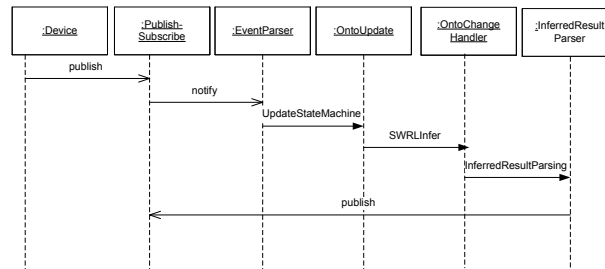 :Device
:Publish-
Subscribe
:EventParser
:OntoUpdate
:OntoChange
Handler
:InferredResult
Parser
publish
notify
UpdateStateMachine
SWRLInfer
InferredResultParsing
publish